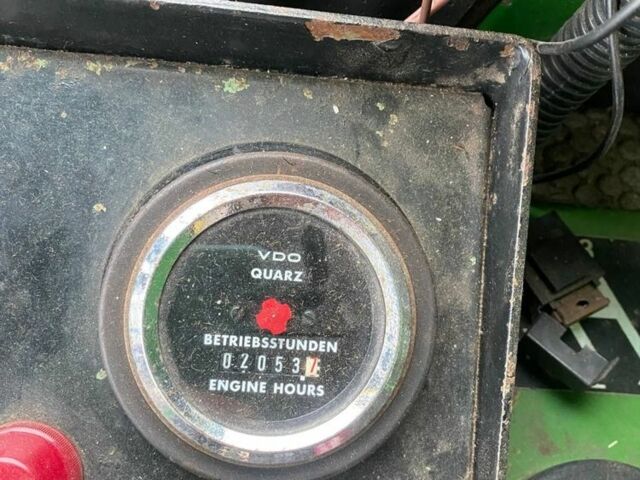 VDO
QUARZ
BETRIEBSSTUNDEN
02053
ENGINE HOURS